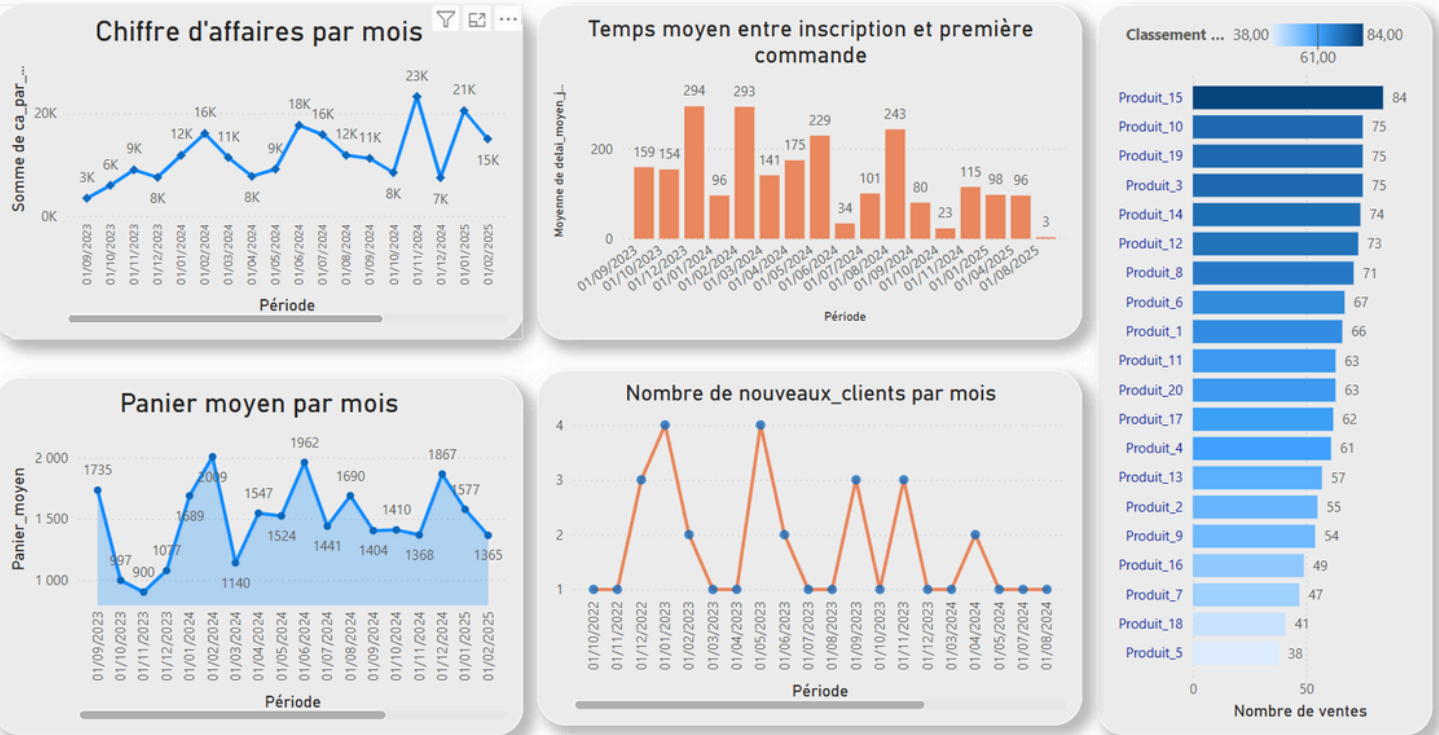 Chiffre d'affaires par mois
Somme de ca_par_...
20K
0K
3K
6K
9K
8K
12K
16K
11K
8K
9K
18K
16K
12K
11K
8K
23K
7K
21K
15K
01/09/2023
01/10/2023
01/11/2023
01/12/2023
01/01/2024
01/02/2024
01/03/2024
01/04/2024
01/05/2024
01/06/2024
01/07/2024
01/08/2024
01/09/2024
01/10/2024
01/11/2024
01/12/2024
01/01/2025
01/02/2025
Période
Temps moyen entre inscription et première
commande
Moyenne de delai_moyen_j...
200
0
159
154
294
96
293
141
175
229
34
101
243
80
23
115
98
96
3
01/09/2023
01/10/2023
01/12/2023
01/01/2024
01/02/2024
01/03/2024
01/04/2024
01/05/2024
01/06/2024
01/07/2024
01/08/2024
01/09/2024
01/10/2024
01/11/2024
01/01/2025
01/04/2025
01/08/2025
Période
Classement ... 38,00 84,00
61,00
Produit_15 84
Produit_10 75
Produit_19 75
Produit_3 75
Produit_14 74
Produit_12 73
Produit_8 71
Produit_6 67
Produit_1 66
Produit_11 63
Produit_20 63
Produit_17 62
Produit_4 61
Produit_13 57
Produit_2 55
Produit_9 54
Produit_16 49
Produit_7 47
Produit_18 41
Produit_5 38
0 50
Nombre de ventes
Panier moyen par mois
Panier_moyen
2 000
1 500
1 000
1735
997
900
1077
1689
2009
1140
1547
1524
1962
1441
1690
1404
1410
1368
1867
1577
1365
01/09/2023
01/10/2023
01/11/2023
01/12/2023
01/01/2024
01/02/2024
01/03/2024
01/04/2024
01/05/2024
01/06/2024
01/07/2024
01/08/2024
01/09/2024
01/10/2024
01/11/2024
01/12/2024
01/01/2025
01/02/2025
Période
Nombre de nouveaux_clients par mois
4
3
2
1
01/10/2022
01/11/2022
01/12/2022
01/01/2023
01/02/2023
01/03/2023
01/04/2023
01/05/2023
01/06/2023
01/07/2023
01/08/2023
01/09/2023
01/10/2023
01/11/2023
01/12/2023
01/03/2024
01/04/2024
01/05/2024
01/07/2024
01/08/2024
Période